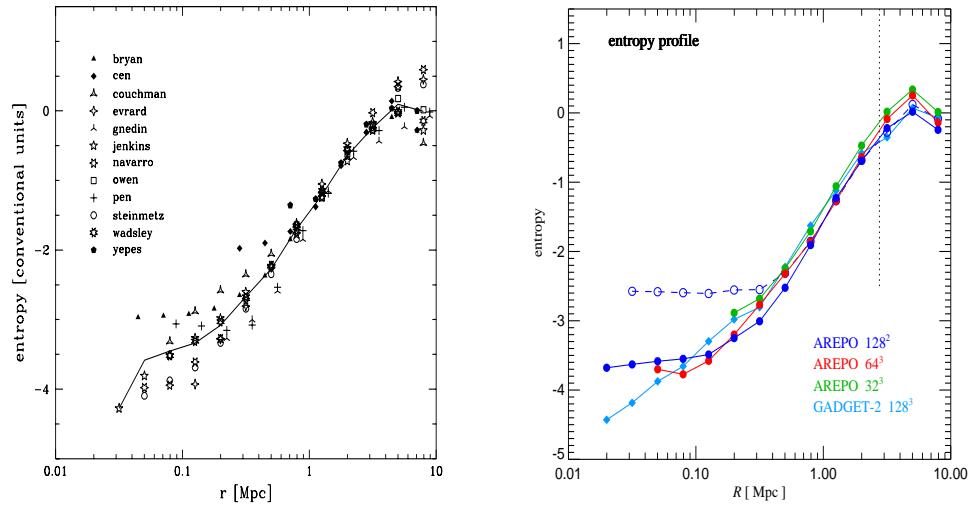 entropy [conventional units]
0
−2
−4
bryan
cen
couchman
evrard
gnedin
jenkins
navarro
owen
pen
steinmetz
wadsley
yepes
0.01
0.1
1
10
r [Mpc]
entropy
1
0
-1
-2
-3
-4
-5
entropy profile
AREPO 128²
AREPO 64³
AREPO 32³
GADGET-2 128³
0.01
0.10
1.00
10.00
R [ Mpc ]